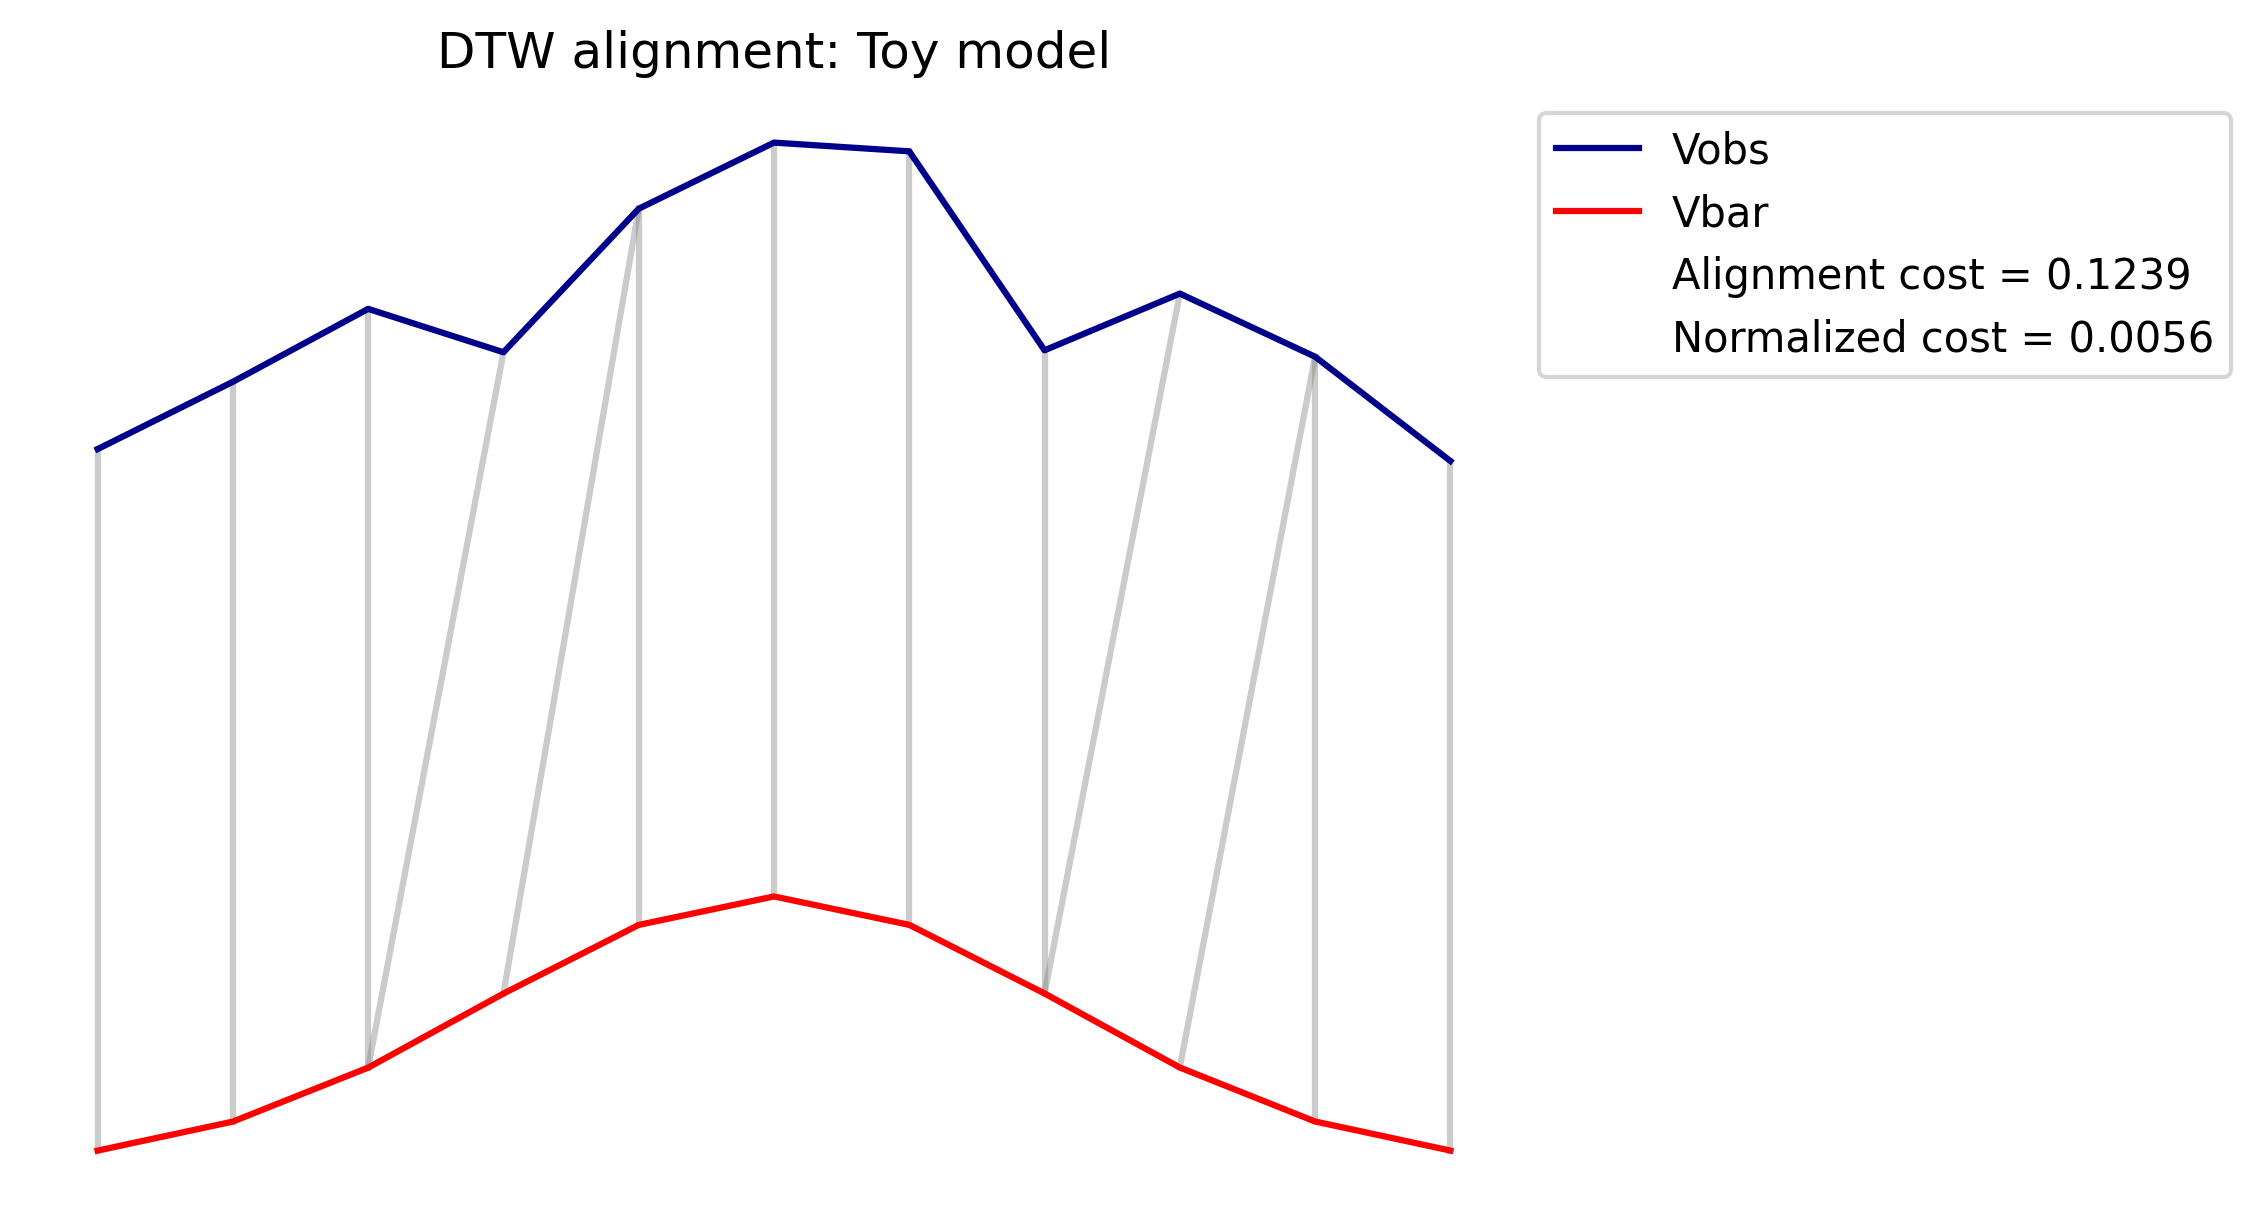 DTW alignment: Toy model
Vobs
Vbar
Alignment cost = 0.1239
Normalized cost = 0.0056